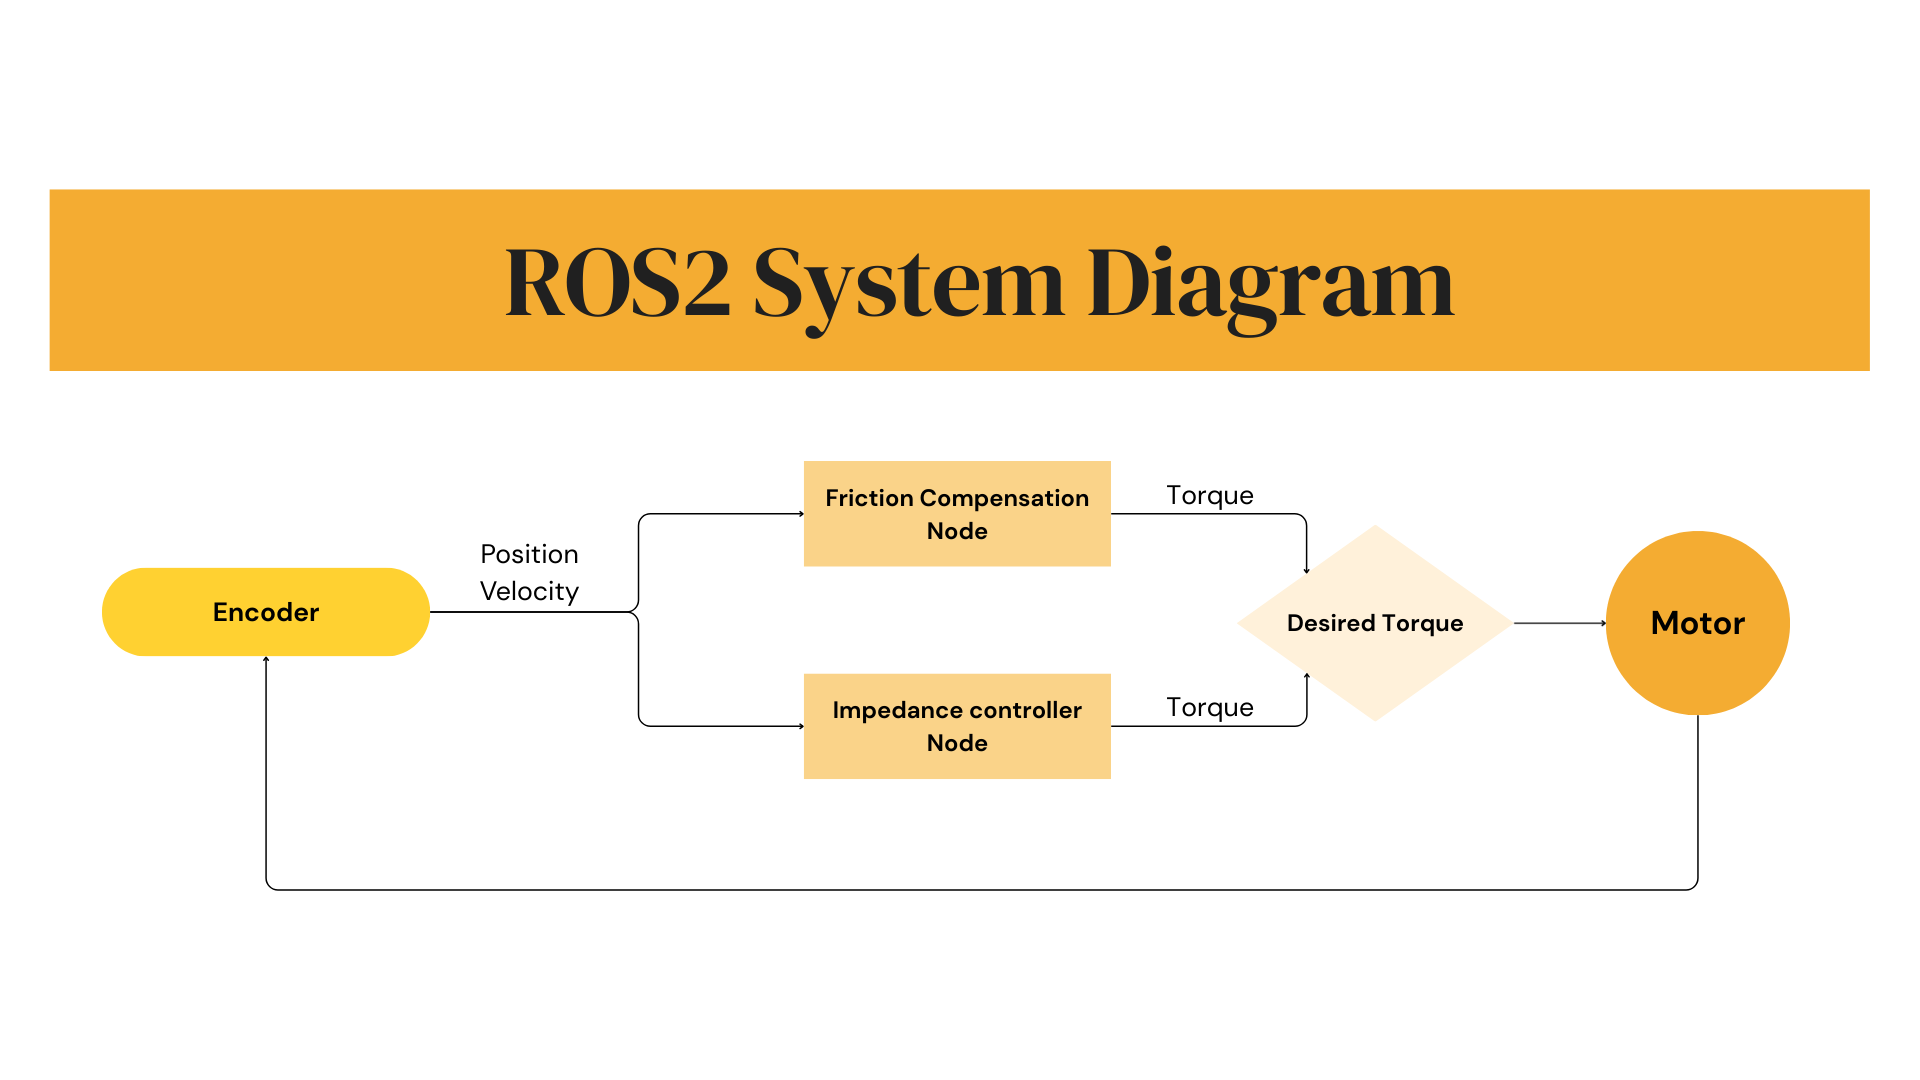 ROS2 System Diagram
Encoder
Position
Velocity
Friction Compensation
Node
Impedance controller
Node
Torque
Torque
Desired Torque
Motor